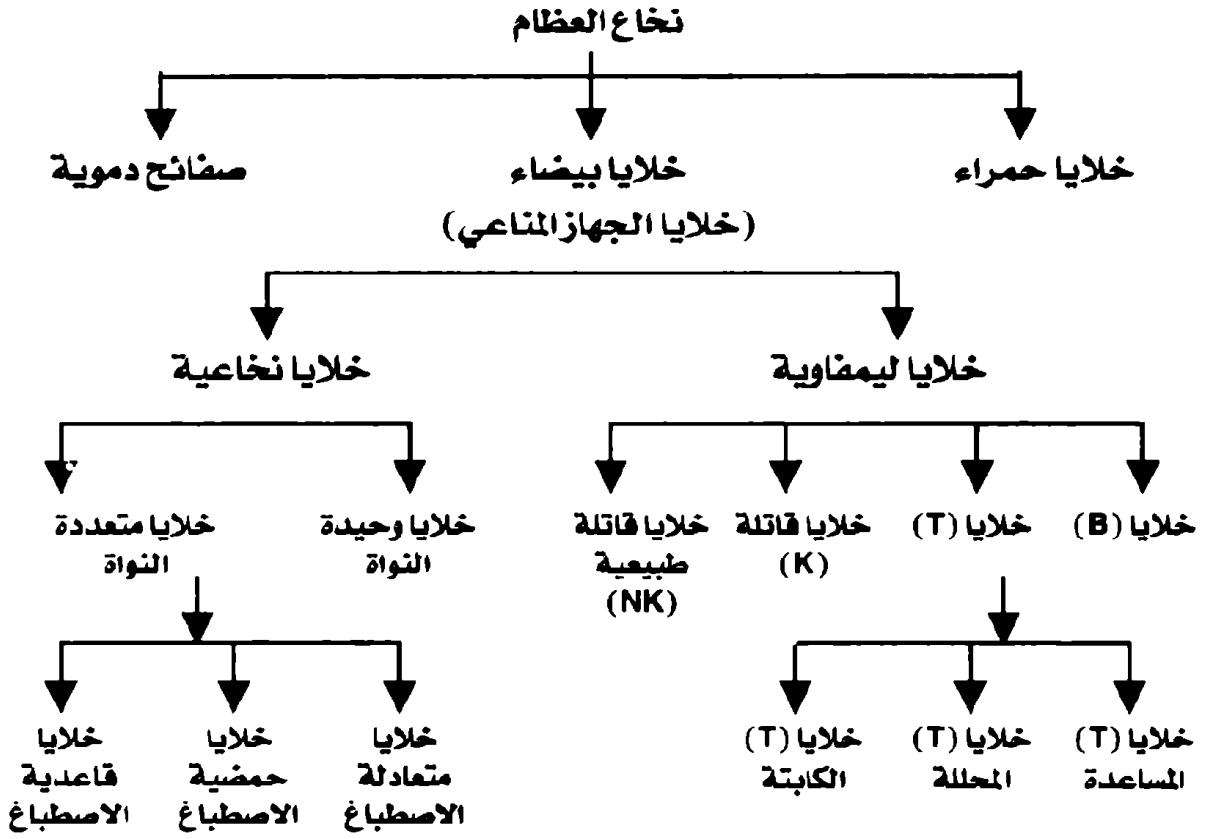 نخاع العظام
خلايا حمراء
خلايا بيضاء
(خلايا الجهاز المناعي)
صفائح دموية
خلايا ليمفاوية
خلايا نخاعية
خلايا (B)
خلايا (T)
خلايا قاتلة
(K)
خلايا قاتلة
طبيعية
(NK)
خلايا وحيدة
النواة
خلايا متعددة
النواة
خلايا (T)
المساعدة
خلايا (T)
المحللة
خلايا (T)
الكابتة
خلايا
متعادلة
الاصطباغ
خلايا
حمضية
الاصطباغ
خلايا
قاعدية
الاصطباغ